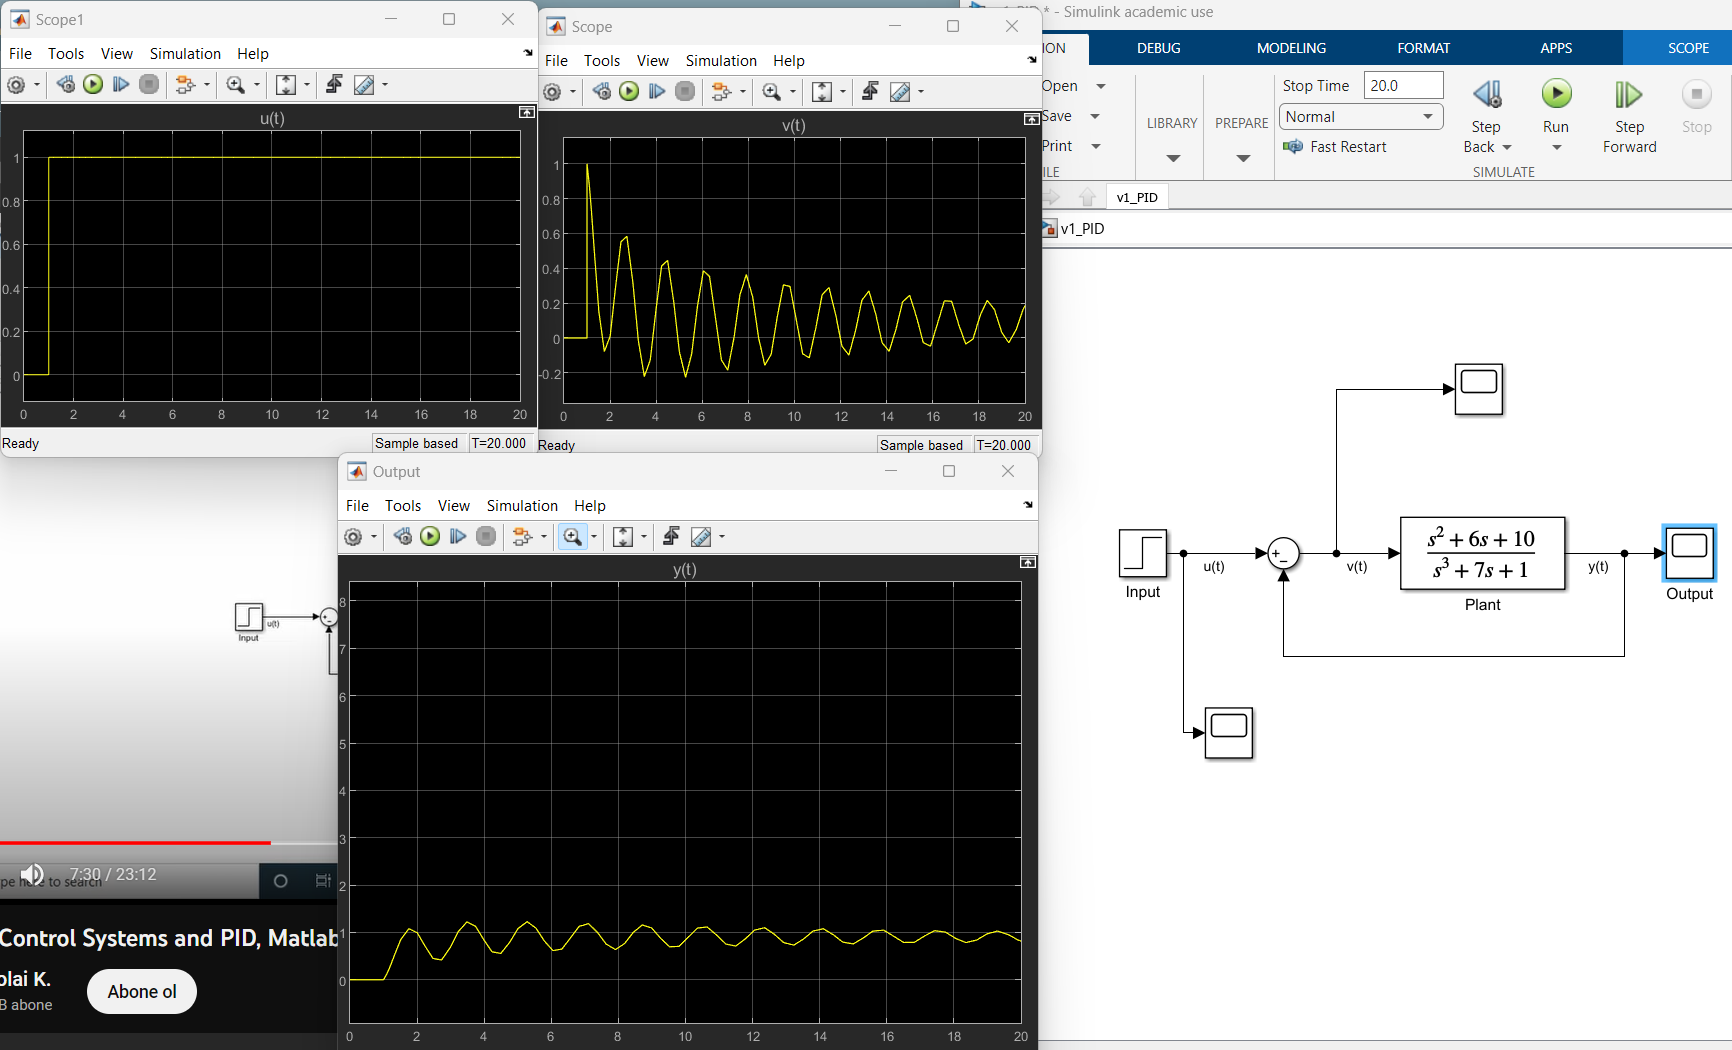 Scope1
File Tools View Simulation Help
u(t)
1
0.8
0.6
0.4
0.2
0
0 2 4 6 8 10 12 14 16 18 20
Ready
Sample based T=20.000
Scope
File Tools View Simulation Help
v(t)
1
0.8
0.6
0.4
0.2
0
-0.2
0 2 4 6 8 10 12 14 16 18 20
Ready
Sample based T=20.000
* - Simulink academic use
ION DEBUG MODELING FORMAT APPS SCOPE
Open
Save
Print
ILE
LIBRARY
PREPARE
Stop Time 20.0
Normal
Fast Restart
Step Back
Run
Step Forward
Stop
SIMULATE
v1_PID
v1_PID
Input
u(t)
+
−
v(t)
s² + 6s + 10
s³ + 7s + 1
Plant
y(t)
Output
Output
File Tools View Simulation Help
y(t)
8
7
6
5
4
3
2
1
0
0 2 4 6 8 10 12 14 16 18 20
Input
u(t)
7:30 / 23:12
pe here to search
Control Systems and PID, Matlab
olai K.
B abone
Abone ol